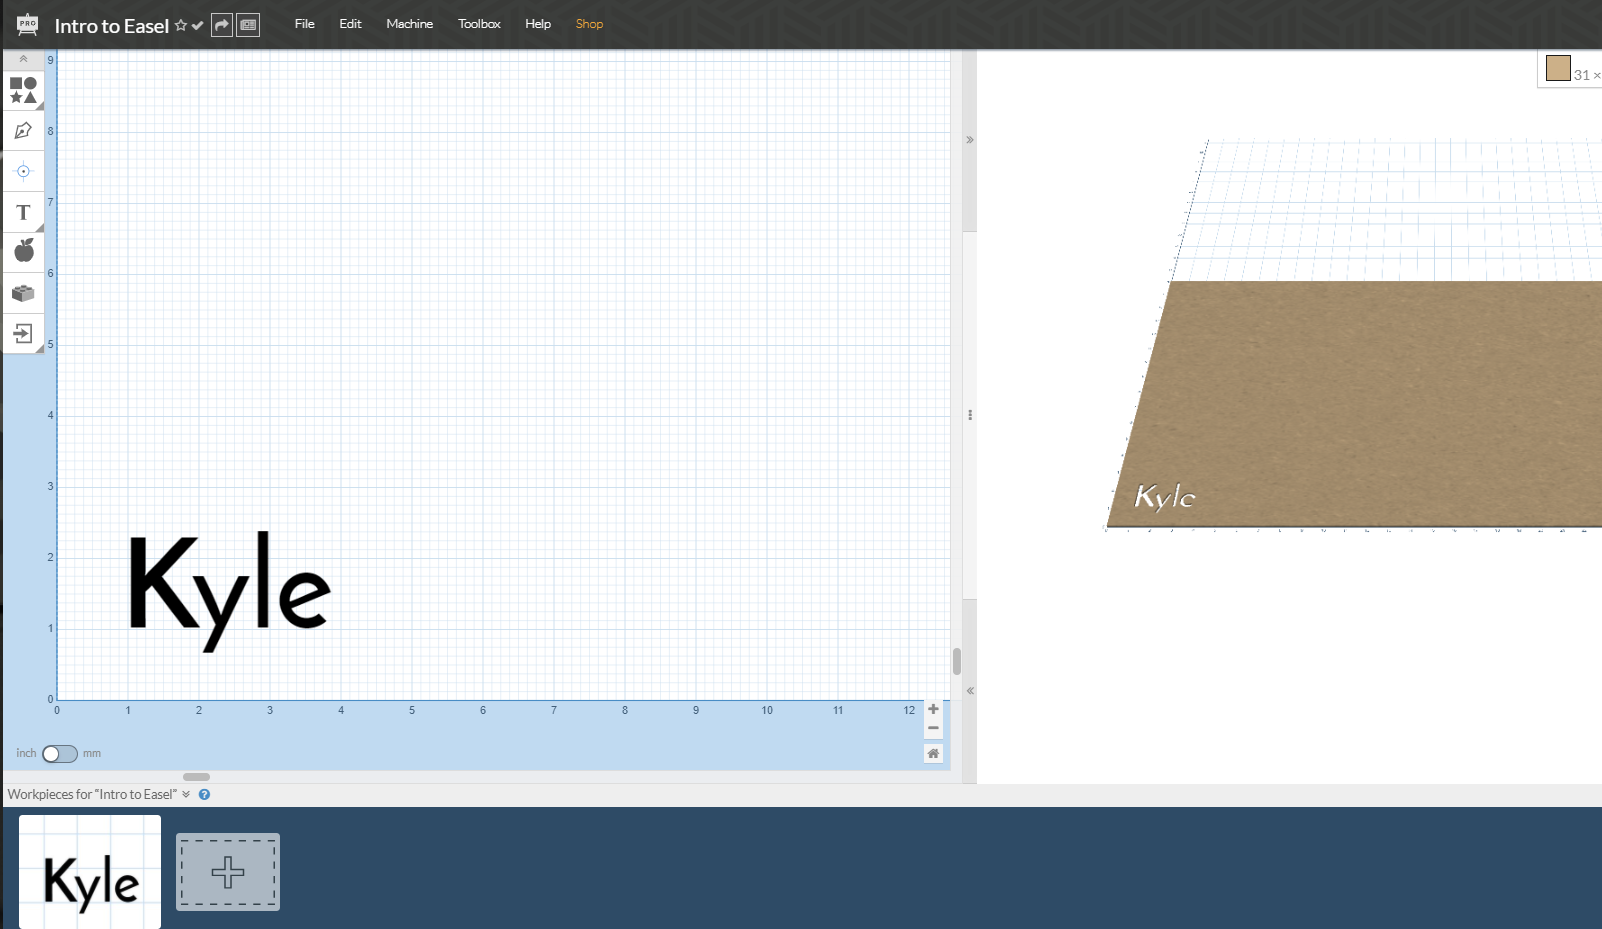 PRO
Intro to Easel File Edit Machine Toolbox Help Shop
31 ×
9
8
T
7
6
5
4
3
2
1
0
Kyle
Kyle
0 1 2 3 4 5 6 7 8 9 10 11 12
inch mm
Workpieces for “Intro to Easel” ?
Kyle